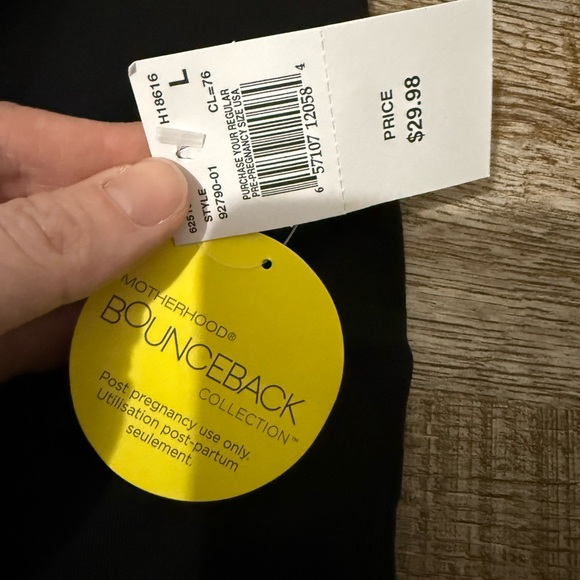 H18616
L
CL=76
PURCHASE YOUR REGULAR
PRE-PREGNANCY SIZE USA
6 57107 12058 4
STYLE
92790-01
PRICE
$29.98
MOTHERHOOD®
BOUNCEBACK
COLLECTION™
Post pregnancy use only.
Utilisation post-partum
seulement.